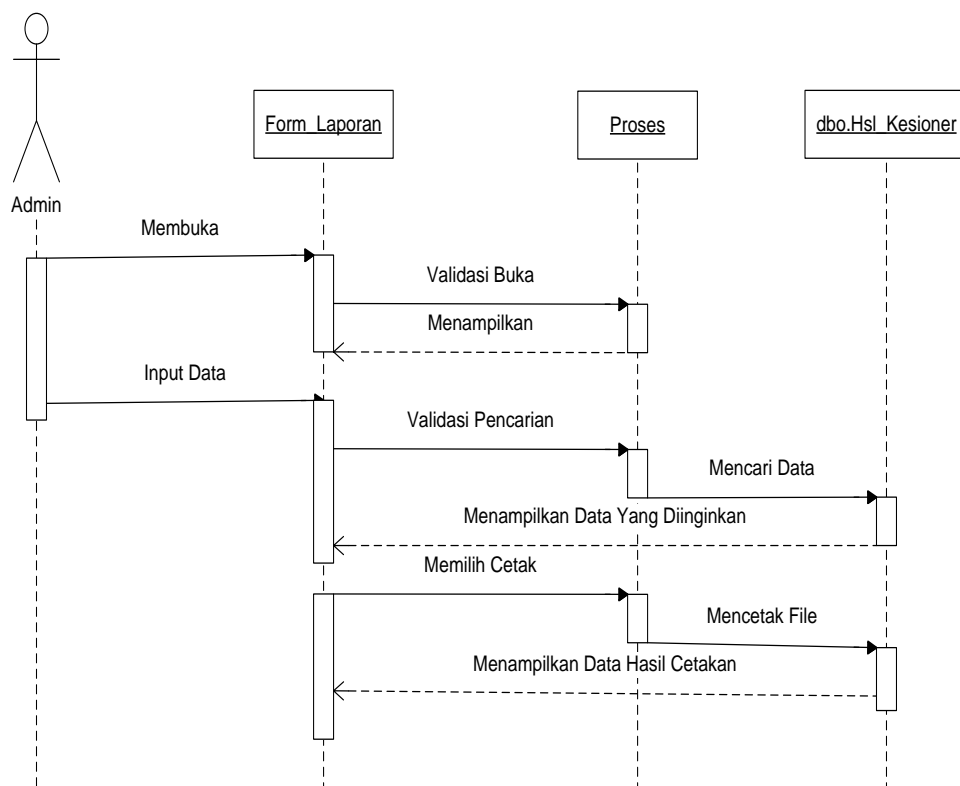 Form_Laporan
Proses
dbo.Hsl_Kesioner
Admin
Membuka
Validasi Buka
Menampilkan
Input Data
Validasi Pencarian
Mencari Data
Menampilkan Data Yang Diinginkan
Memilih Cetak
Mencetak File
Menampilkan Data Hasil Cetakan